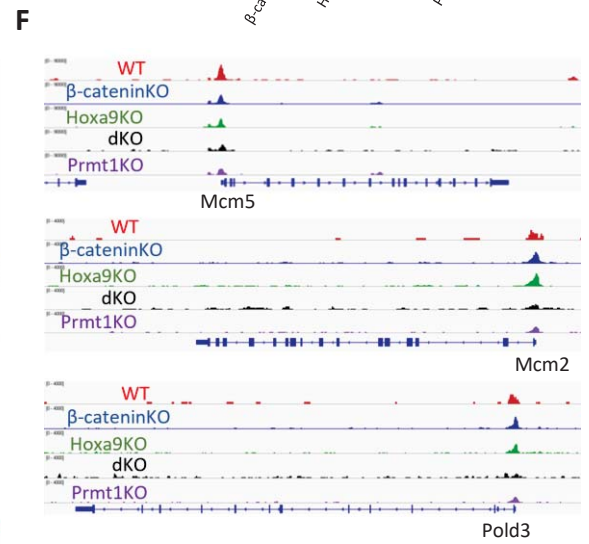 F
WT
β-cateninKO
Hoxa9KO
dKO
Prmt1KO
Mcm5
WT
β-cateninKO
Hoxa9KO
dKO
Prmt1KO
Mcm2
WT
β-cateninKO
Hoxa9KO
dKO
Prmt1KO
Pold3